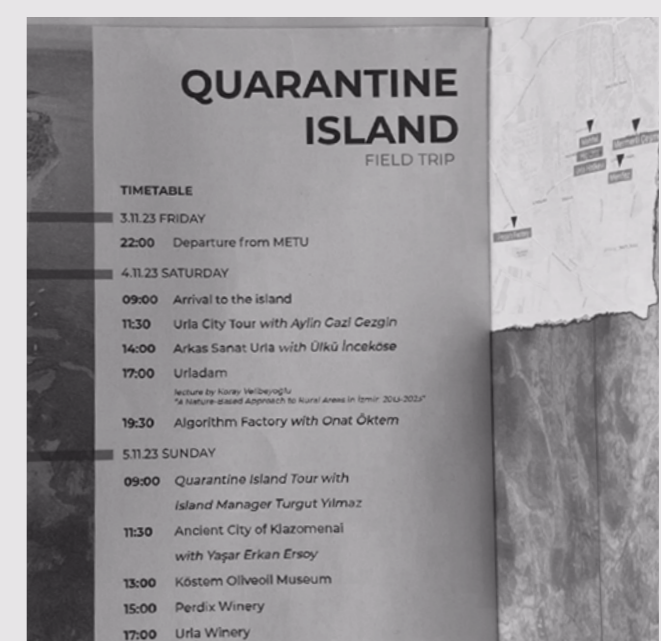 QUARANTINE
ISLAND
FIELD TRIP
TIMETABLE
3.11.23 FRIDAY
22:00 Departure from METU
4.11.23 SATURDAY
09:00 Arrival to the island
11:30 Urla City Tour with Aylin Gazi Gezgin
14:00 Arkas Sanat Urla with Ülkü İnceköse
17:00 Urladam
lecture by Koray Velibeyoğlu
"A Nature-Based Approach to Rural Areas in İzmir: 2013-2023"
19:30 Algorithm Factory with Onat Öktem
5.11.23 SUNDAY
09:00 Quarantine Island Tour with
Island Manager Turgut Yılmaz
11:30 Ancient City of Klazomenai
with Yaşar Erkan Ersoy
13:00 Köstem Oliveoil Museum
15:00 Perdix Winery
17:00 Urla Winery